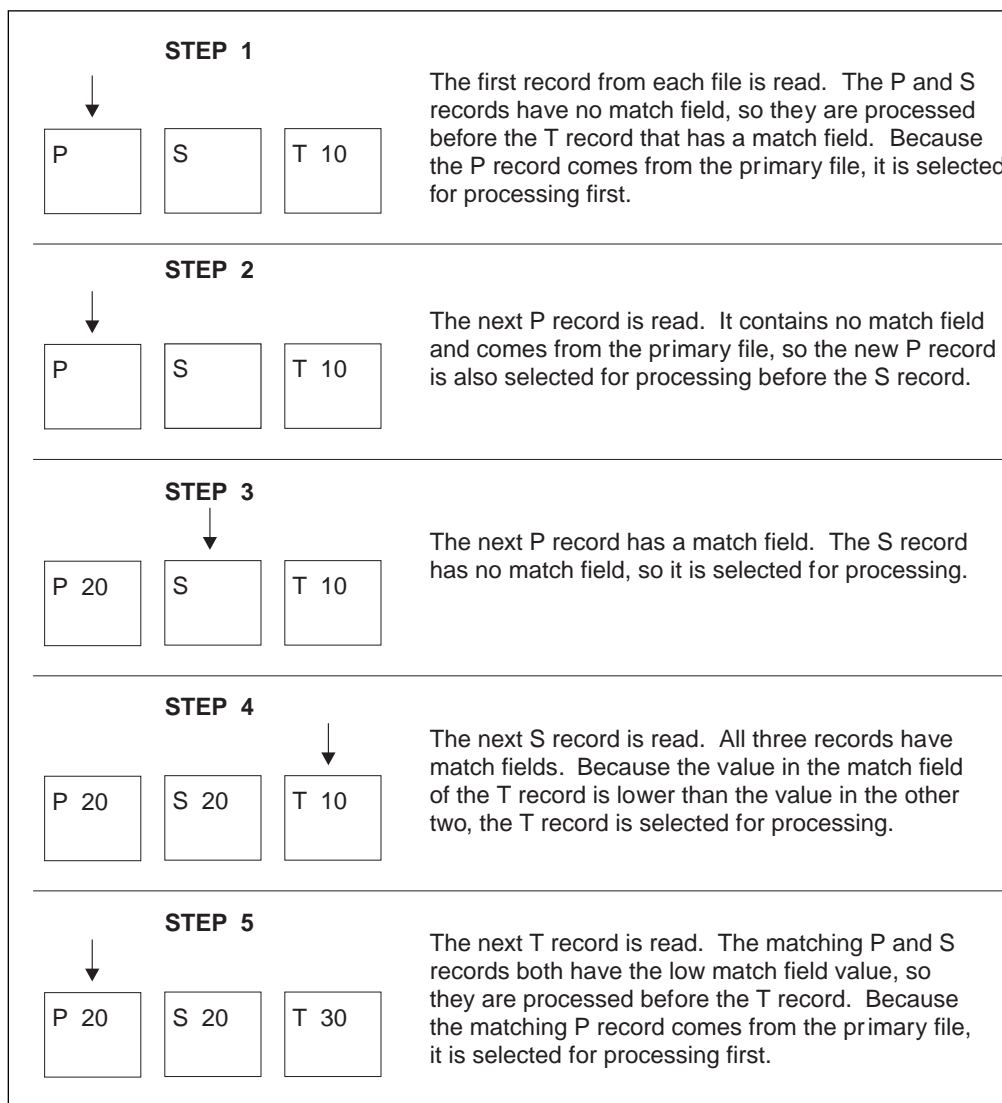 STEP 1
P
S
T 10
The first record from each file is read. The P and S
records have no match field, so they are processed
before the T record that has a match field. Because
the P record comes from the primary file, it is selected
for processing first.
STEP 2
P
S
T 10
The next P record is read. It contains no match field
and comes from the primary file, so the new P record
is also selected for processing before the S record.
STEP 3
P 20
S
T 10
The next P record has a match field. The S record
has no match field, so it is selected for processing.
STEP 4
P 20
S 20
T 10
The next S record is read. All three records have
match fields. Because the value in the match field
of the T record is lower than the value in the other
two, the T record is selected for processing.
STEP 5
P 20
S 20
T 30
The next T record is read. The matching P and S
records both have the low match field value, so
they are processed before the T record. Because
the matching P record comes from the primary file,
it is selected for processing first.